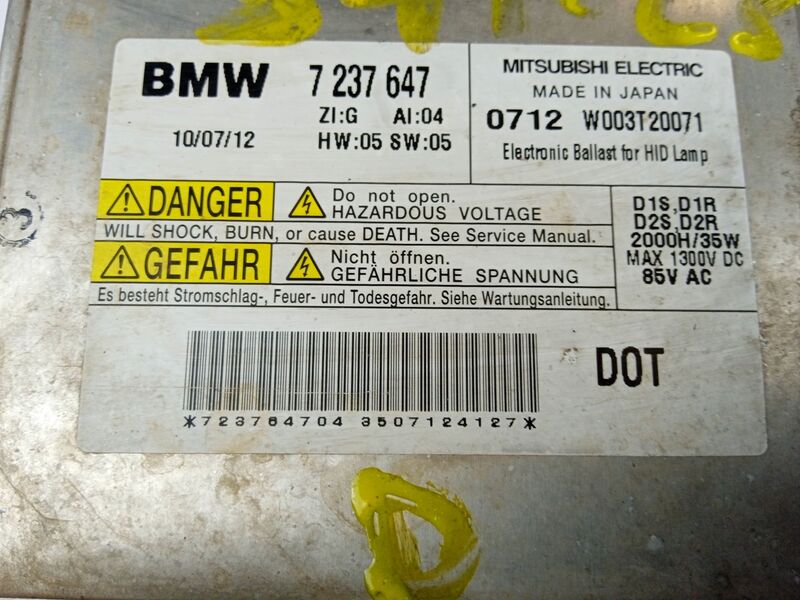 BMW 7 237 647
ZI:G AI:04
10/07/12 HW:05 SW:05
MITSUBISHI ELECTRIC
MADE IN JAPAN
0712 W003T20071
Electronic Ballast for HID Lamp
DANGER
Do not open.
HAZARDOUS VOLTAGE
WILL SHOCK, BURN, or cause DEATH. See Service Manual.
GEFAHR
Nicht öffnen.
GEFÄHRLICHE SPANNUNG
Es besteht Stromschlag-, Feuer- und Todesgefahr. Siehe Wartungsanleitung.
D1S,D1R
D2S,D2R
2000H/35W
MAX 1300V DC
85V AC
*723764704 3507124127*
DOT
(3)
D